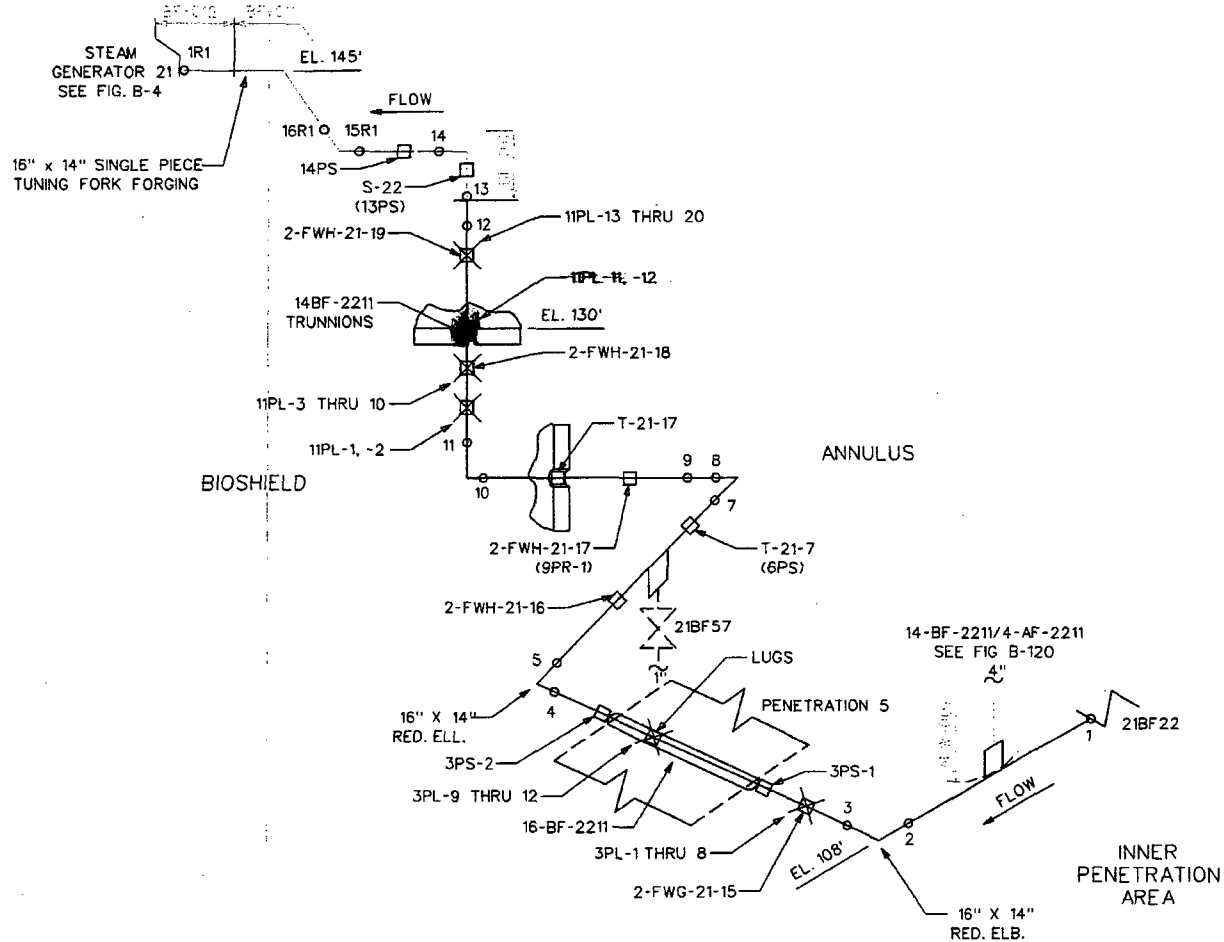 STEAM
GENERATOR 21
SEE FIG. B-4
1R1
EL. 145'
FLOW
16R1
15R1
14
14PS
16" x 14" SINGLE PIECE
TUNING FORK FORGING
S-22
(13PS)
13
12
11PL-13 THRU 20
2-FWH-21-19
11PL-11, -12
14BF-2211
TRUNNIONS
EL. 130'
2-FWH-21-18
11PL-3 THRU 10
11PL-1, -2
11
T-21-17
ANNULUS
BIOSHIELD
10
9
8
7
2-FWH-21-17
(9PR-1)
T-21-7
(6PS)
2-FWH-21-16
21BF57
14-BF-2211/4-AF-2211
SEE FIG B-120
4"
5
LUGS
1"
4
PENETRATION 5
16" X 14"
RED. ELL.
1
21BF22
3PS-2
3PS-1
3PL-9 THRU 12
FLOW
16-BF-2211
3
2
3PL-1 THRU 8
EL. 108'
INNER
PENETRATION
AREA
2-FWG-21-15
16" X 14"
RED. ELB.